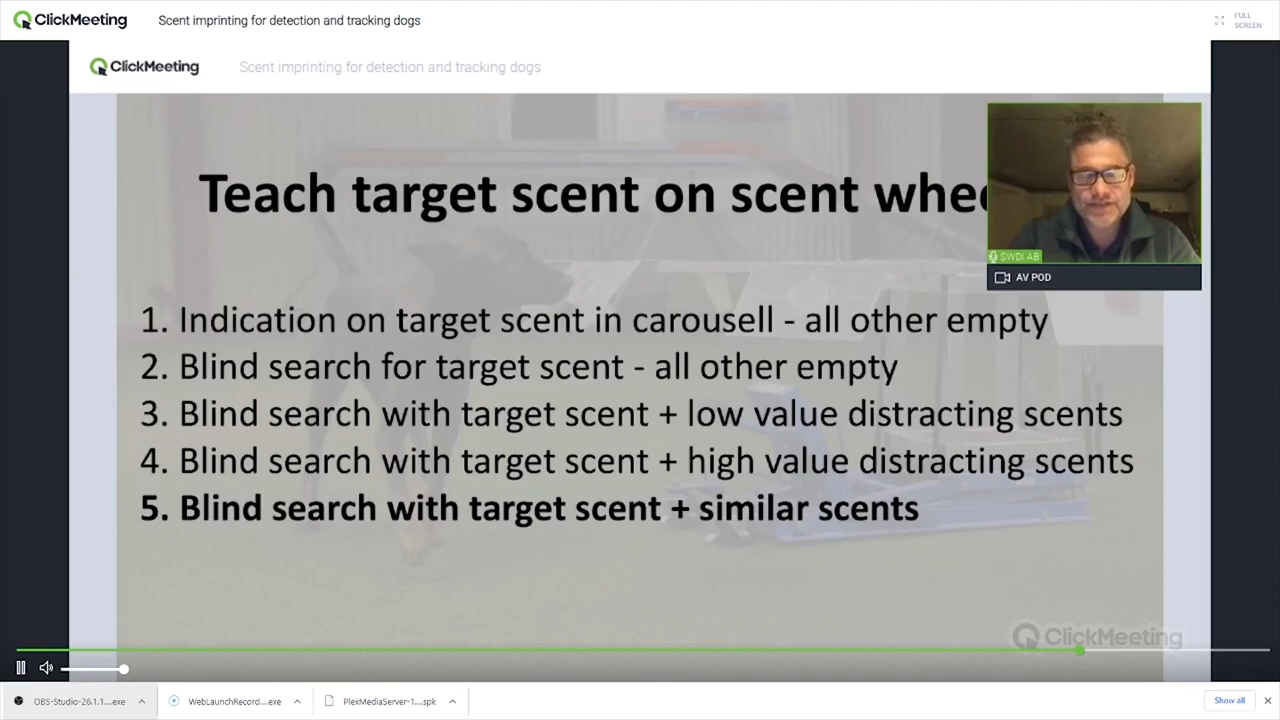 ClickMeeting Scent imprinting for detection and tracking dogs FULL
SCREEN
ClickMeeting Scent imprinting for detection and tracking dogs
Teach target scent on scent whee
SWDI AB
AV POD
1. Indication on target scent in carousell - all other empty
2. Blind search for target scent - all other empty
3. Blind search with target scent + low value distracting scents
4. Blind search with target scent + high value distracting scents
5. Blind search with target scent + similar scents
ClickMeeting
OBS-Studio-26.1.1....exe WebLaunchRecord....exe PlexMediaServer-1....spk Show all